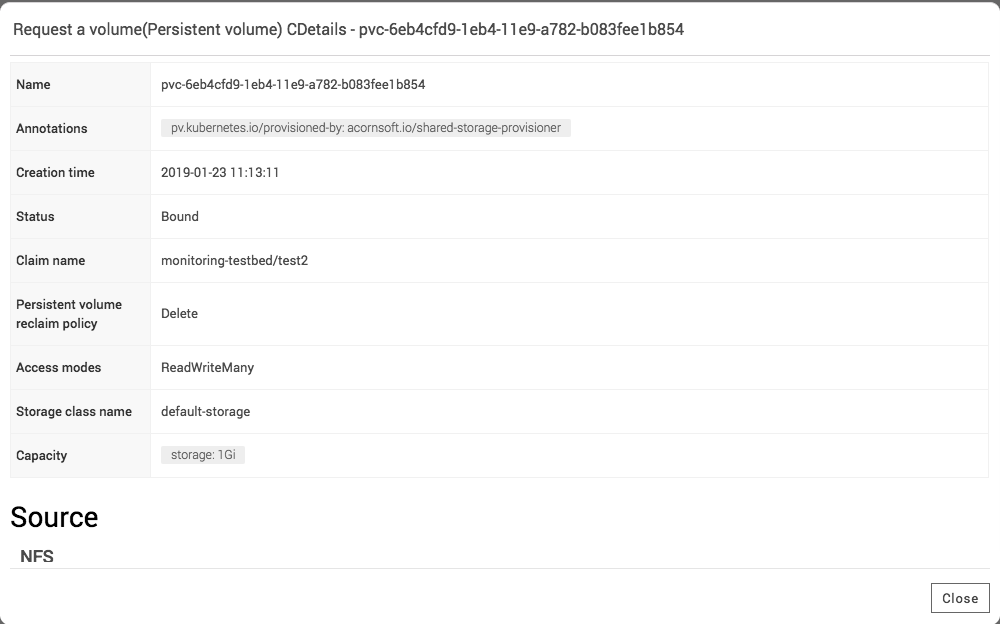 Request a volume(Persistent volume) CDetails - pvc-6eb4cfd9-1eb4-11e9-a782-b083fee1b854
Name pvc-6eb4cfd9-1eb4-11e9-a782-b083fee1b854
Annotations pv.kubernetes.io/provisioned-by: acornsoft.io/shared-storage-provisioner
Creation time 2019-01-23 11:13:11
Status Bound
Claim name monitoring-testbed/test2
Persistent volume
reclaim policy Delete
Access modes ReadWriteMany
Storage class name default-storage
Capacity storage: 1Gi
Source
NFS
Close